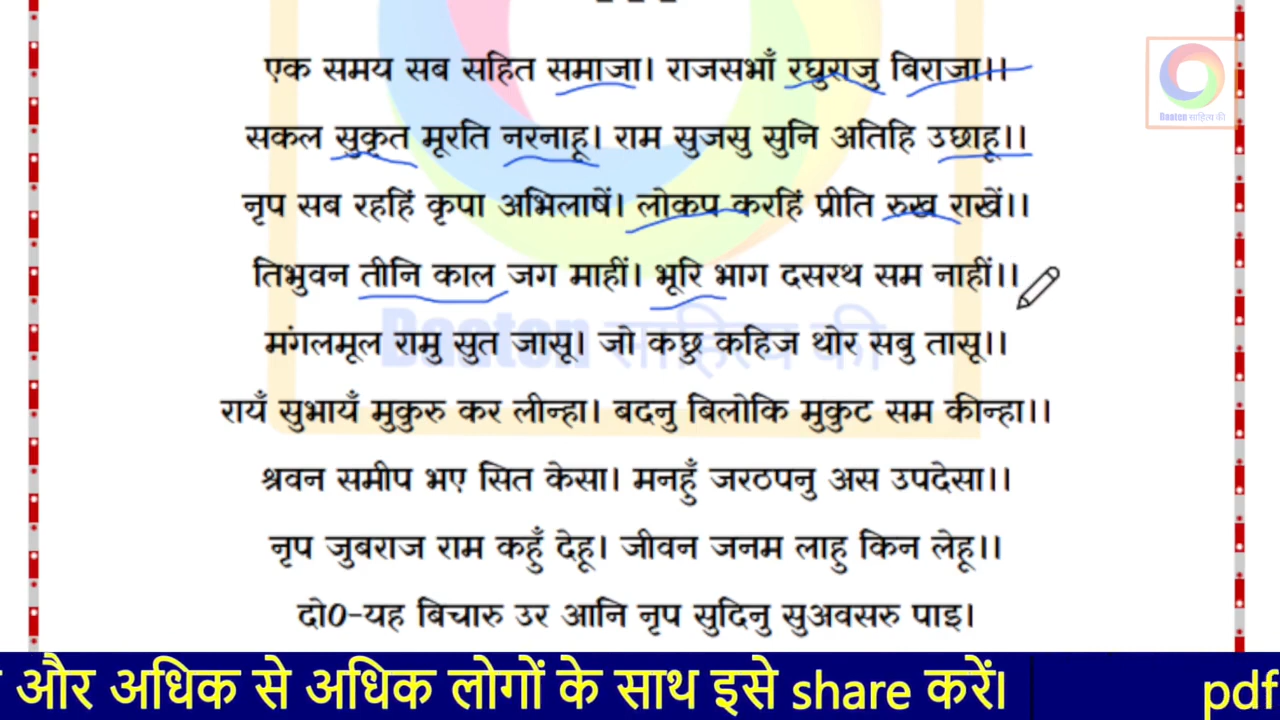 एक समय सब सहित समाजा। राजसभाँ रघुराजु बिराजा।।
Daaten साहित्य की
सकल सुकृत मूरति नरनाहू। राम सुजसु सुनि अतिहि उछाहू।।
नृप सब रहहिं कृपा अभिलाषें। लोकप करहिं प्रीति रुख राखें।।
तिभुवन तीनि काल जग माहीं। भूरि भाग दसरथ सम नाहीं।।
Daaten साहित्य की
मंगलमूल रामु सुत जासू। जो कछु कहिज थोर सबु तासू।।
रायँ सुभायँ मुकुरु कर लीन्हा। बदनु बिलोकि मुकुट सम कीन्हा।।
श्रवन समीप भए सित केसा। मनहुँ जरठपनु अस उपदेसा।।
नृप जुबराज राम कहुँ देहू। जीवन जनम लाहु किन लेहू।।
दो0-यह बिचारु उर आनि नृप सुदिनु सुअवसरु पाइ।
और अधिक से अधिक लोगों के साथ इसे share करें। pdf